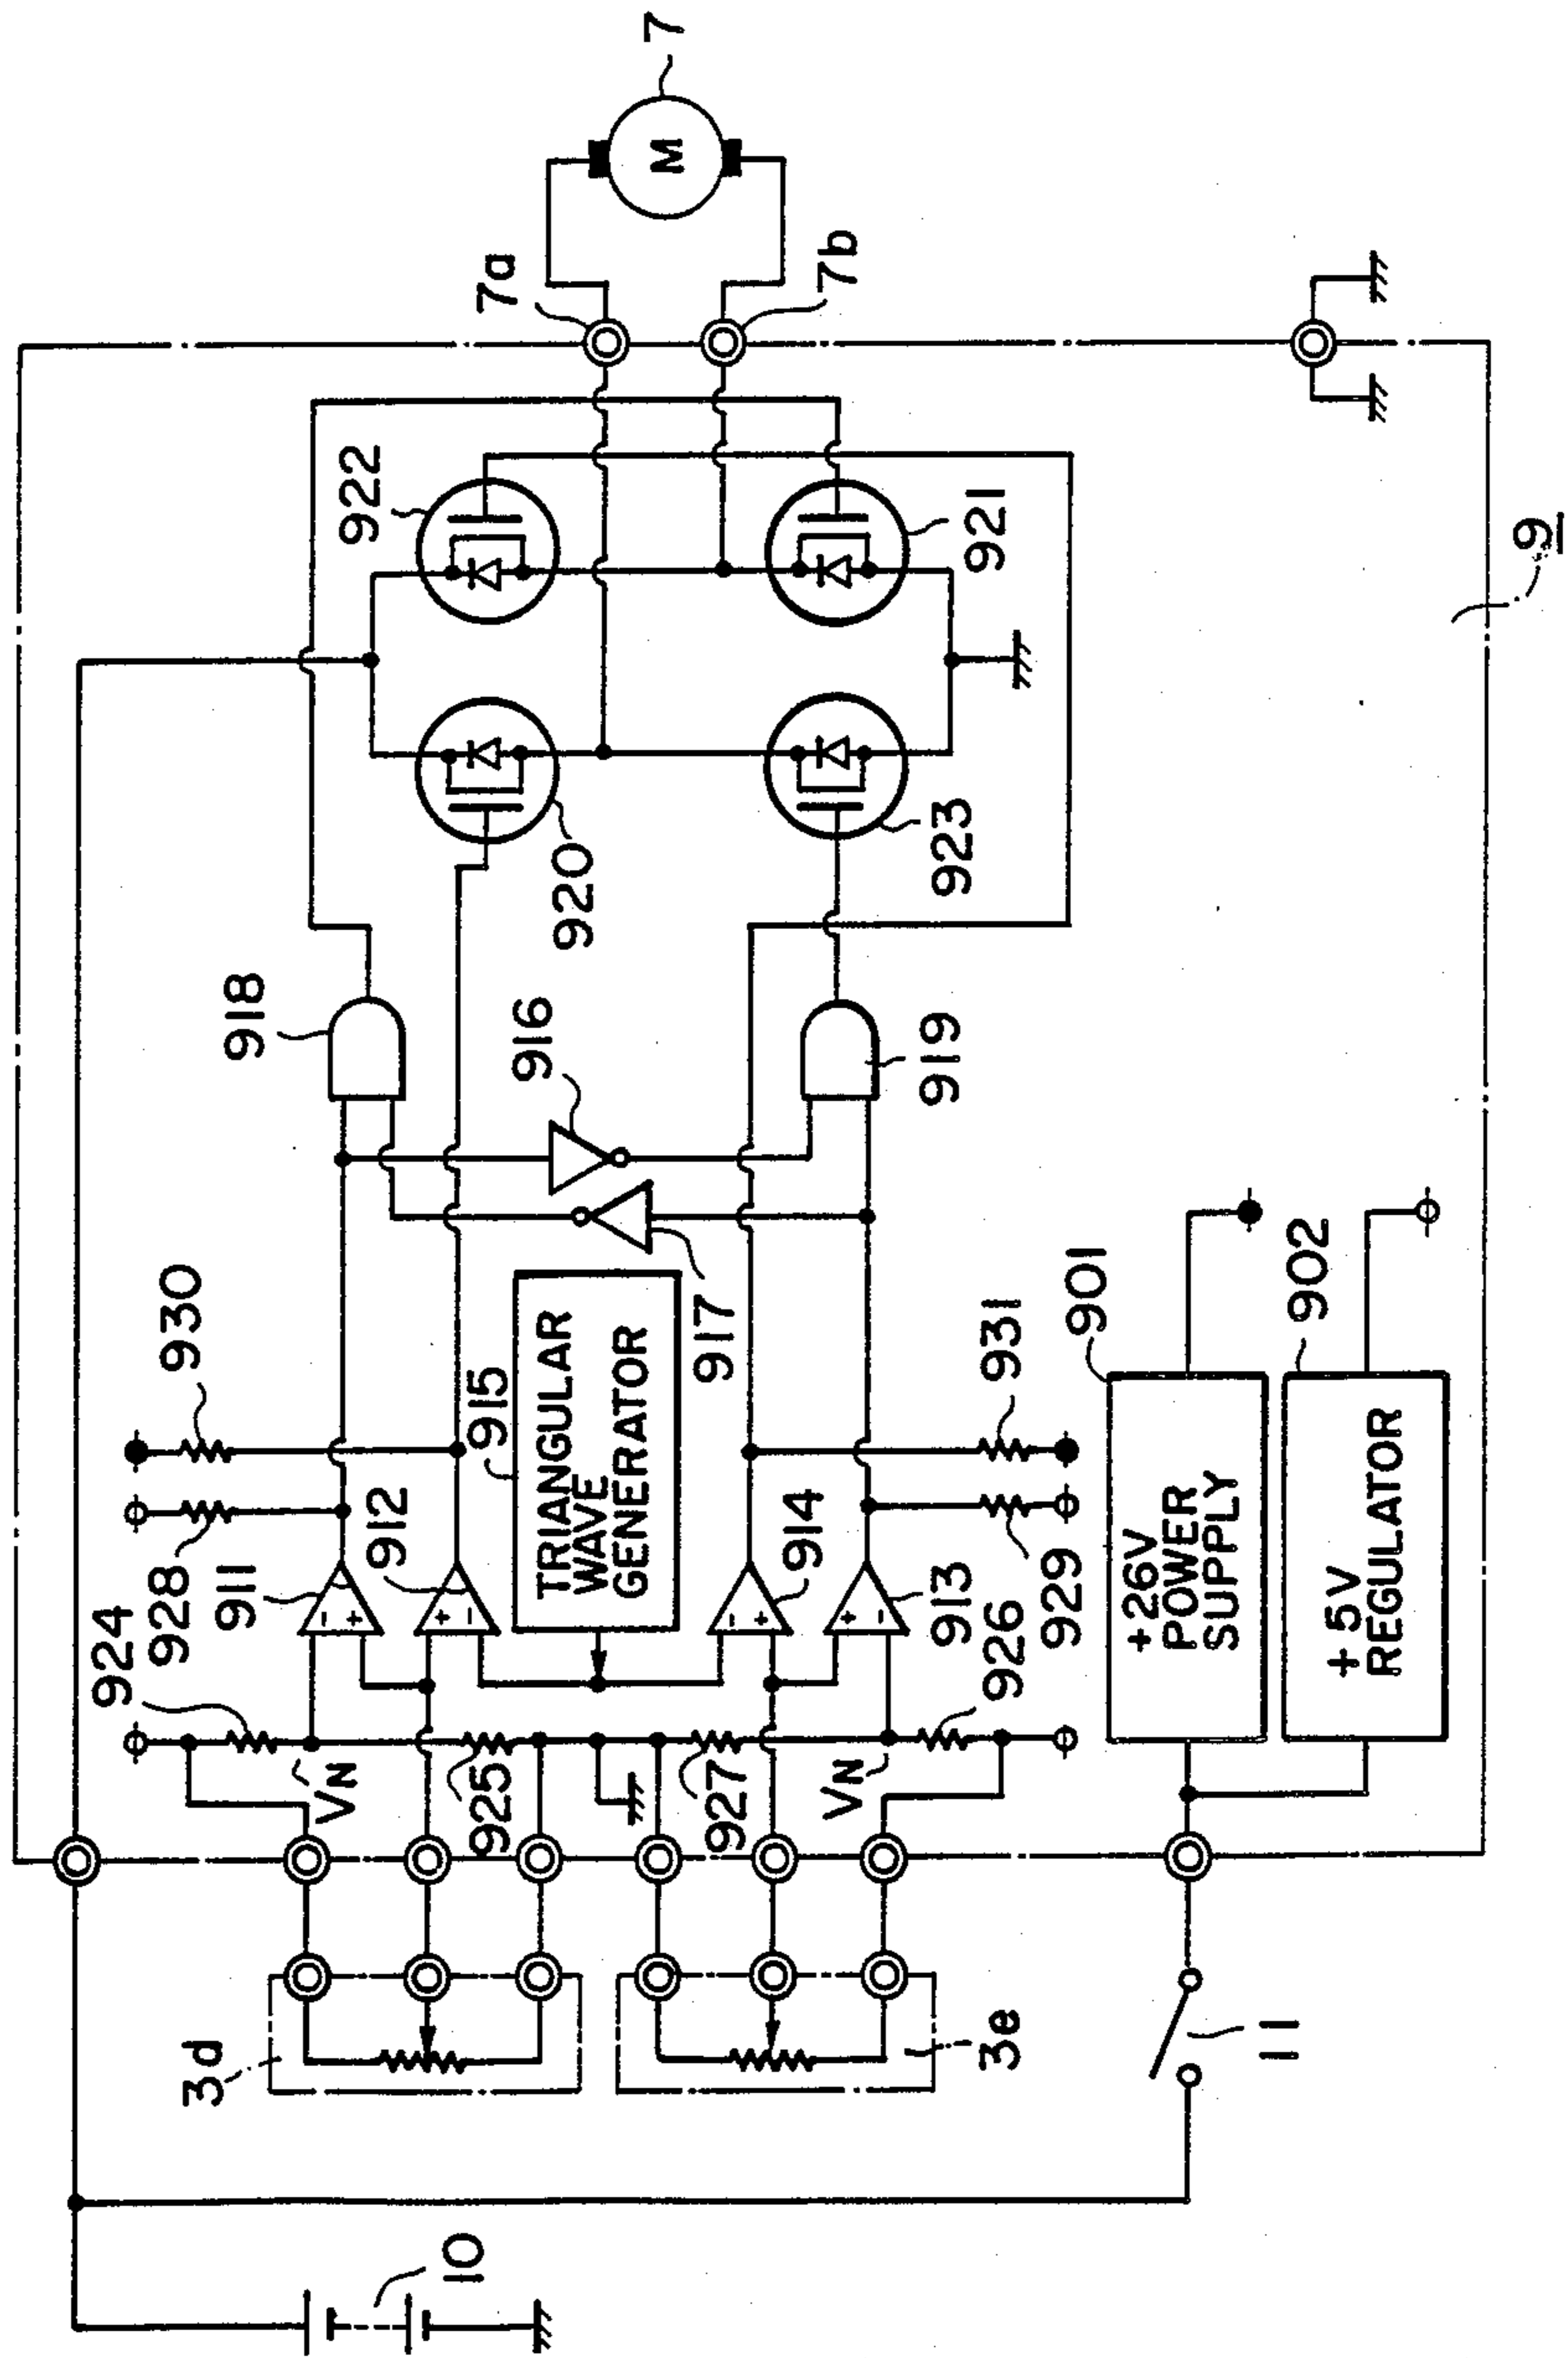 7
M
7a
7b
922
921
920
923
9
918
916
919
917
930
915
TRIANGULAR
WAVE
GENERATOR
931
901
902
924
928
911
912
914
913
926
929
+26V
POWER
SUPPLY
+5V
REGULATOR
VN
925
927
VN
3d
3e
11
10
-
+
+
-
-
+
+
-